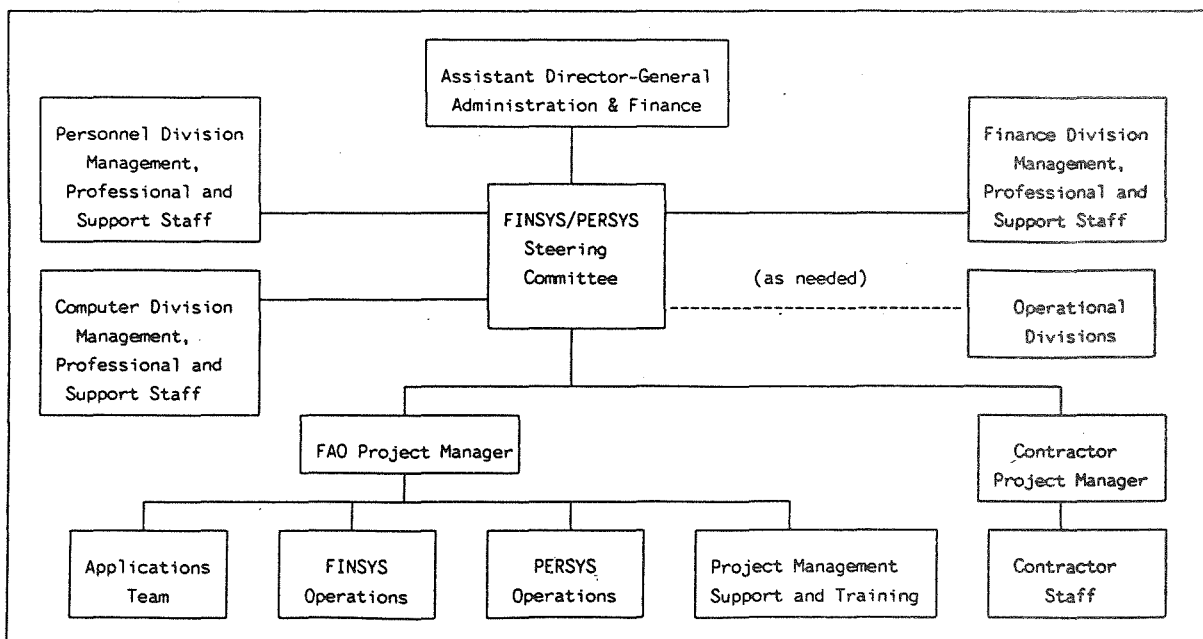 Assistant Director-General
Administration & Finance
Personnel Division
Management,
Professional and
Support Staff
Finance Division
Management,
Professional and
Support Staff
FINSYS/PERSYS
Steering
Committee
(as needed)
Computer Division
Management,
Professional and
Support Staff
Operational
Divisions
FAO Project Manager
Contractor
Project Manager
Applications
Team
FINSYS
Operations
PERSYS
Operations
Project Management
Support and Training
Contractor
Staff